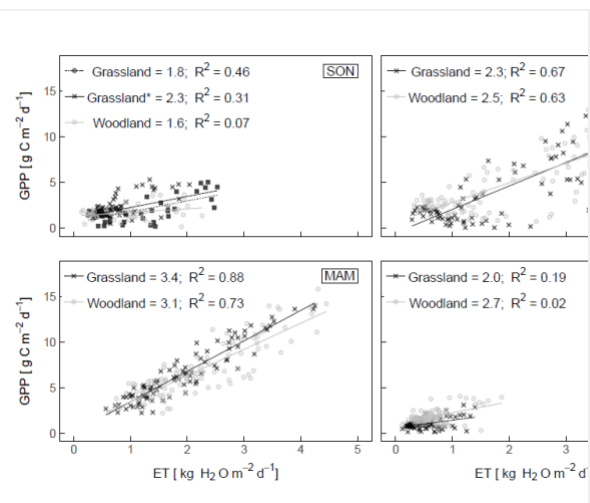 Grassland = 1.8; R² = 0.46
SON
Grassland* = 2.3; R² = 0.31
Woodland = 1.6; R² = 0.07
Grassland = 2.3; R² = 0.67
Woodland = 2.5; R² = 0.63
GPP [ g C m⁻² d⁻¹]
15
10
5
0
Grassland = 3.4; R² = 0.88
MAM
Woodland = 3.1; R² = 0.73
Grassland = 2.0; R² = 0.19
Woodland = 2.7; R² = 0.02
GPP [ g C m⁻² d⁻¹]
15
10
5
0
0 1 2 3 4 5
0 1 2 3
ET [ kg H₂O m⁻² d⁻¹]
ET [ kg H₂O m⁻² d